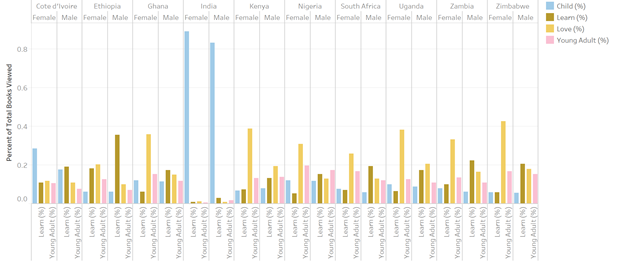 Cote d'Ivoire Ethiopia Ghana India Kenya Nigeria South Africa Uganda Zambia Zimbabwe
Female Male Female Male Female Male Female Male Female Male Female Male Female Male Female Male Female Male Female Male
Child (%)
Learn (%)
Love (%)
Young Adult (%)
Percent of Total Books Viewed
0.8
0.6
0.4
0.2
0.0
Learn (%) Young Adult (%) Learn (%) Young Adult (%) Learn (%) Young Adult (%) Learn (%) Young Adult (%) Learn (%) Young Adult (%) Learn (%) Young Adult (%) Learn (%) Young Adult (%) Learn (%) Young Adult (%) Learn (%) Young Adult (%) Learn (%) Young Adult (%) Learn (%) Young Adult (%) Learn (%) Young Adult (%) Learn (%) Young Adult (%) Learn (%) Young Adult (%) Learn (%) Young Adult (%) Learn (%) Young Adult (%) Learn (%) Young Adult (%) Learn (%) Young Adult (%) Learn (%) Young Adult (%) Learn (%) Young Adult (%)